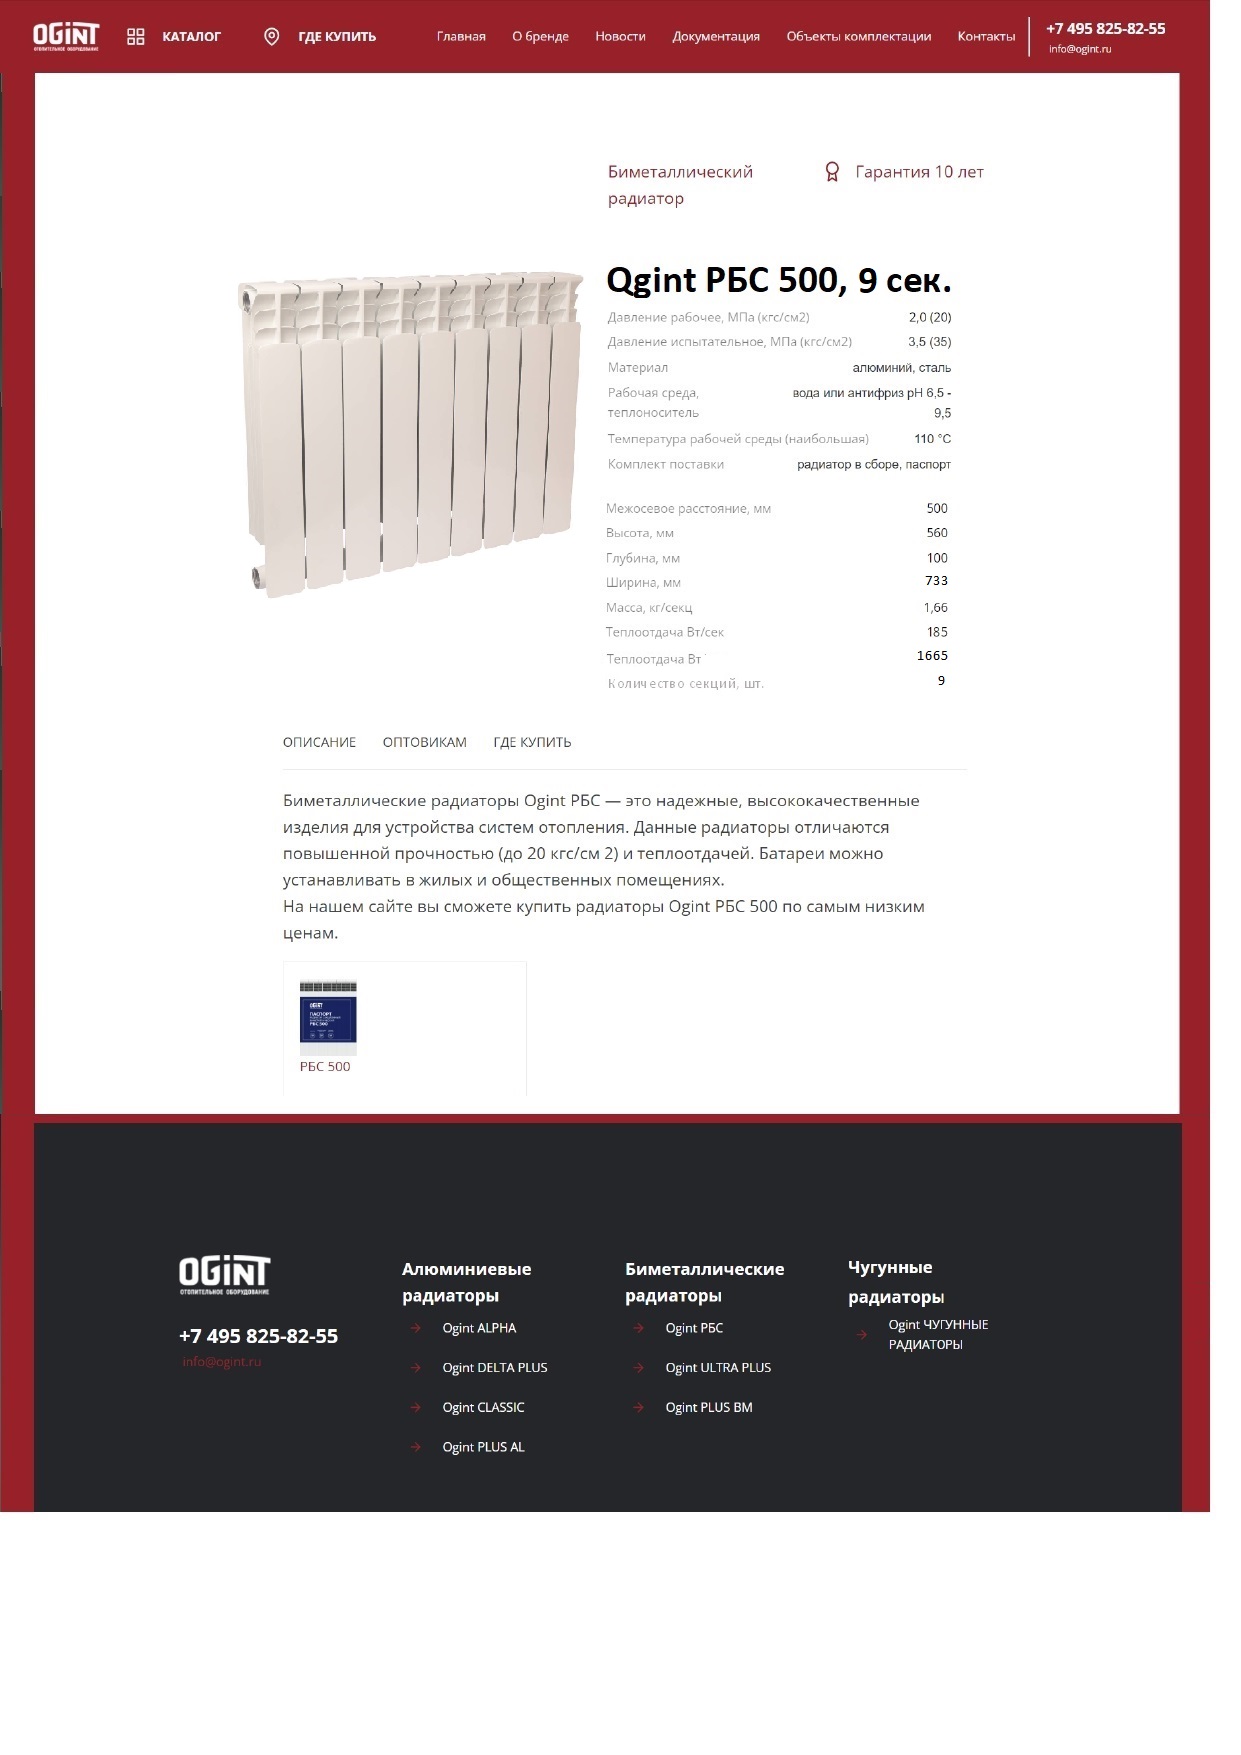 OGiNT
ОТОПИТЕЛЬНОЕ ОБОРУДОВАНИЕ
КАТАЛОГ
ГДЕ КУПИТЬ
Главная
О бренде
Новости
Документация
Объекты комплектации
Контакты
+7 495 825-82-55
info@ogint.ru
Биметаллический
радиатор
Гарантия 10 лет
Qgint РБС 500, 9 сек.
Давление рабочее, МПа (кгс/см2) 2,0 (20)
Давление испытательное, МПа (кгс/см2) 3,5 (35)
Материал алюминий, сталь
Рабочая среда, вода или антифриз pH 6,5 -
теплоноситель 9,5
Температура рабочей среды (наибольшая) 110 °C
Комплект поставки радиатор в сборе, паспорт
Межосевое расстояние, мм 500
Высота, мм 560
Глубина, мм 100
Ширина, мм 733
Масса, кг/секц 1,66
Теплоотдача Вт/сек 185
Теплоотдача Вт 1665
Количество секций, шт. 9
ОПИСАНИЕ ОПТОВИКАМ ГДЕ КУПИТЬ
Биметаллические радиаторы Ogint РБС — это надежные, высококачественные
изделия для устройства систем отопления. Данные радиаторы отличаются
повышенной прочностью (до 20 кгс/см 2) и теплоотдачей. Батареи можно
устанавливать в жилых и общественных помещениях.
На нашем сайте вы сможете купить радиаторы Ogint РБС 500 по самым низким
ценам.
OGiNT
ПАСПОРТ
РБС 500
РБС 500
OGiNT
ОТОПИТЕЛЬНОЕ ОБОРУДОВАНИЕ
+7 495 825-82-55
info@ogint.ru
Алюминиевые
радиаторы
Ogint ALPHA
Ogint DELTA PLUS
Ogint CLASSIC
Ogint PLUS AL
Биметаллические
радиаторы
Ogint РБС
Ogint ULTRA PLUS
Ogint PLUS BM
Чугунные
радиаторы
Ogint ЧУГУННЫЕ
РАДИАТОРЫ